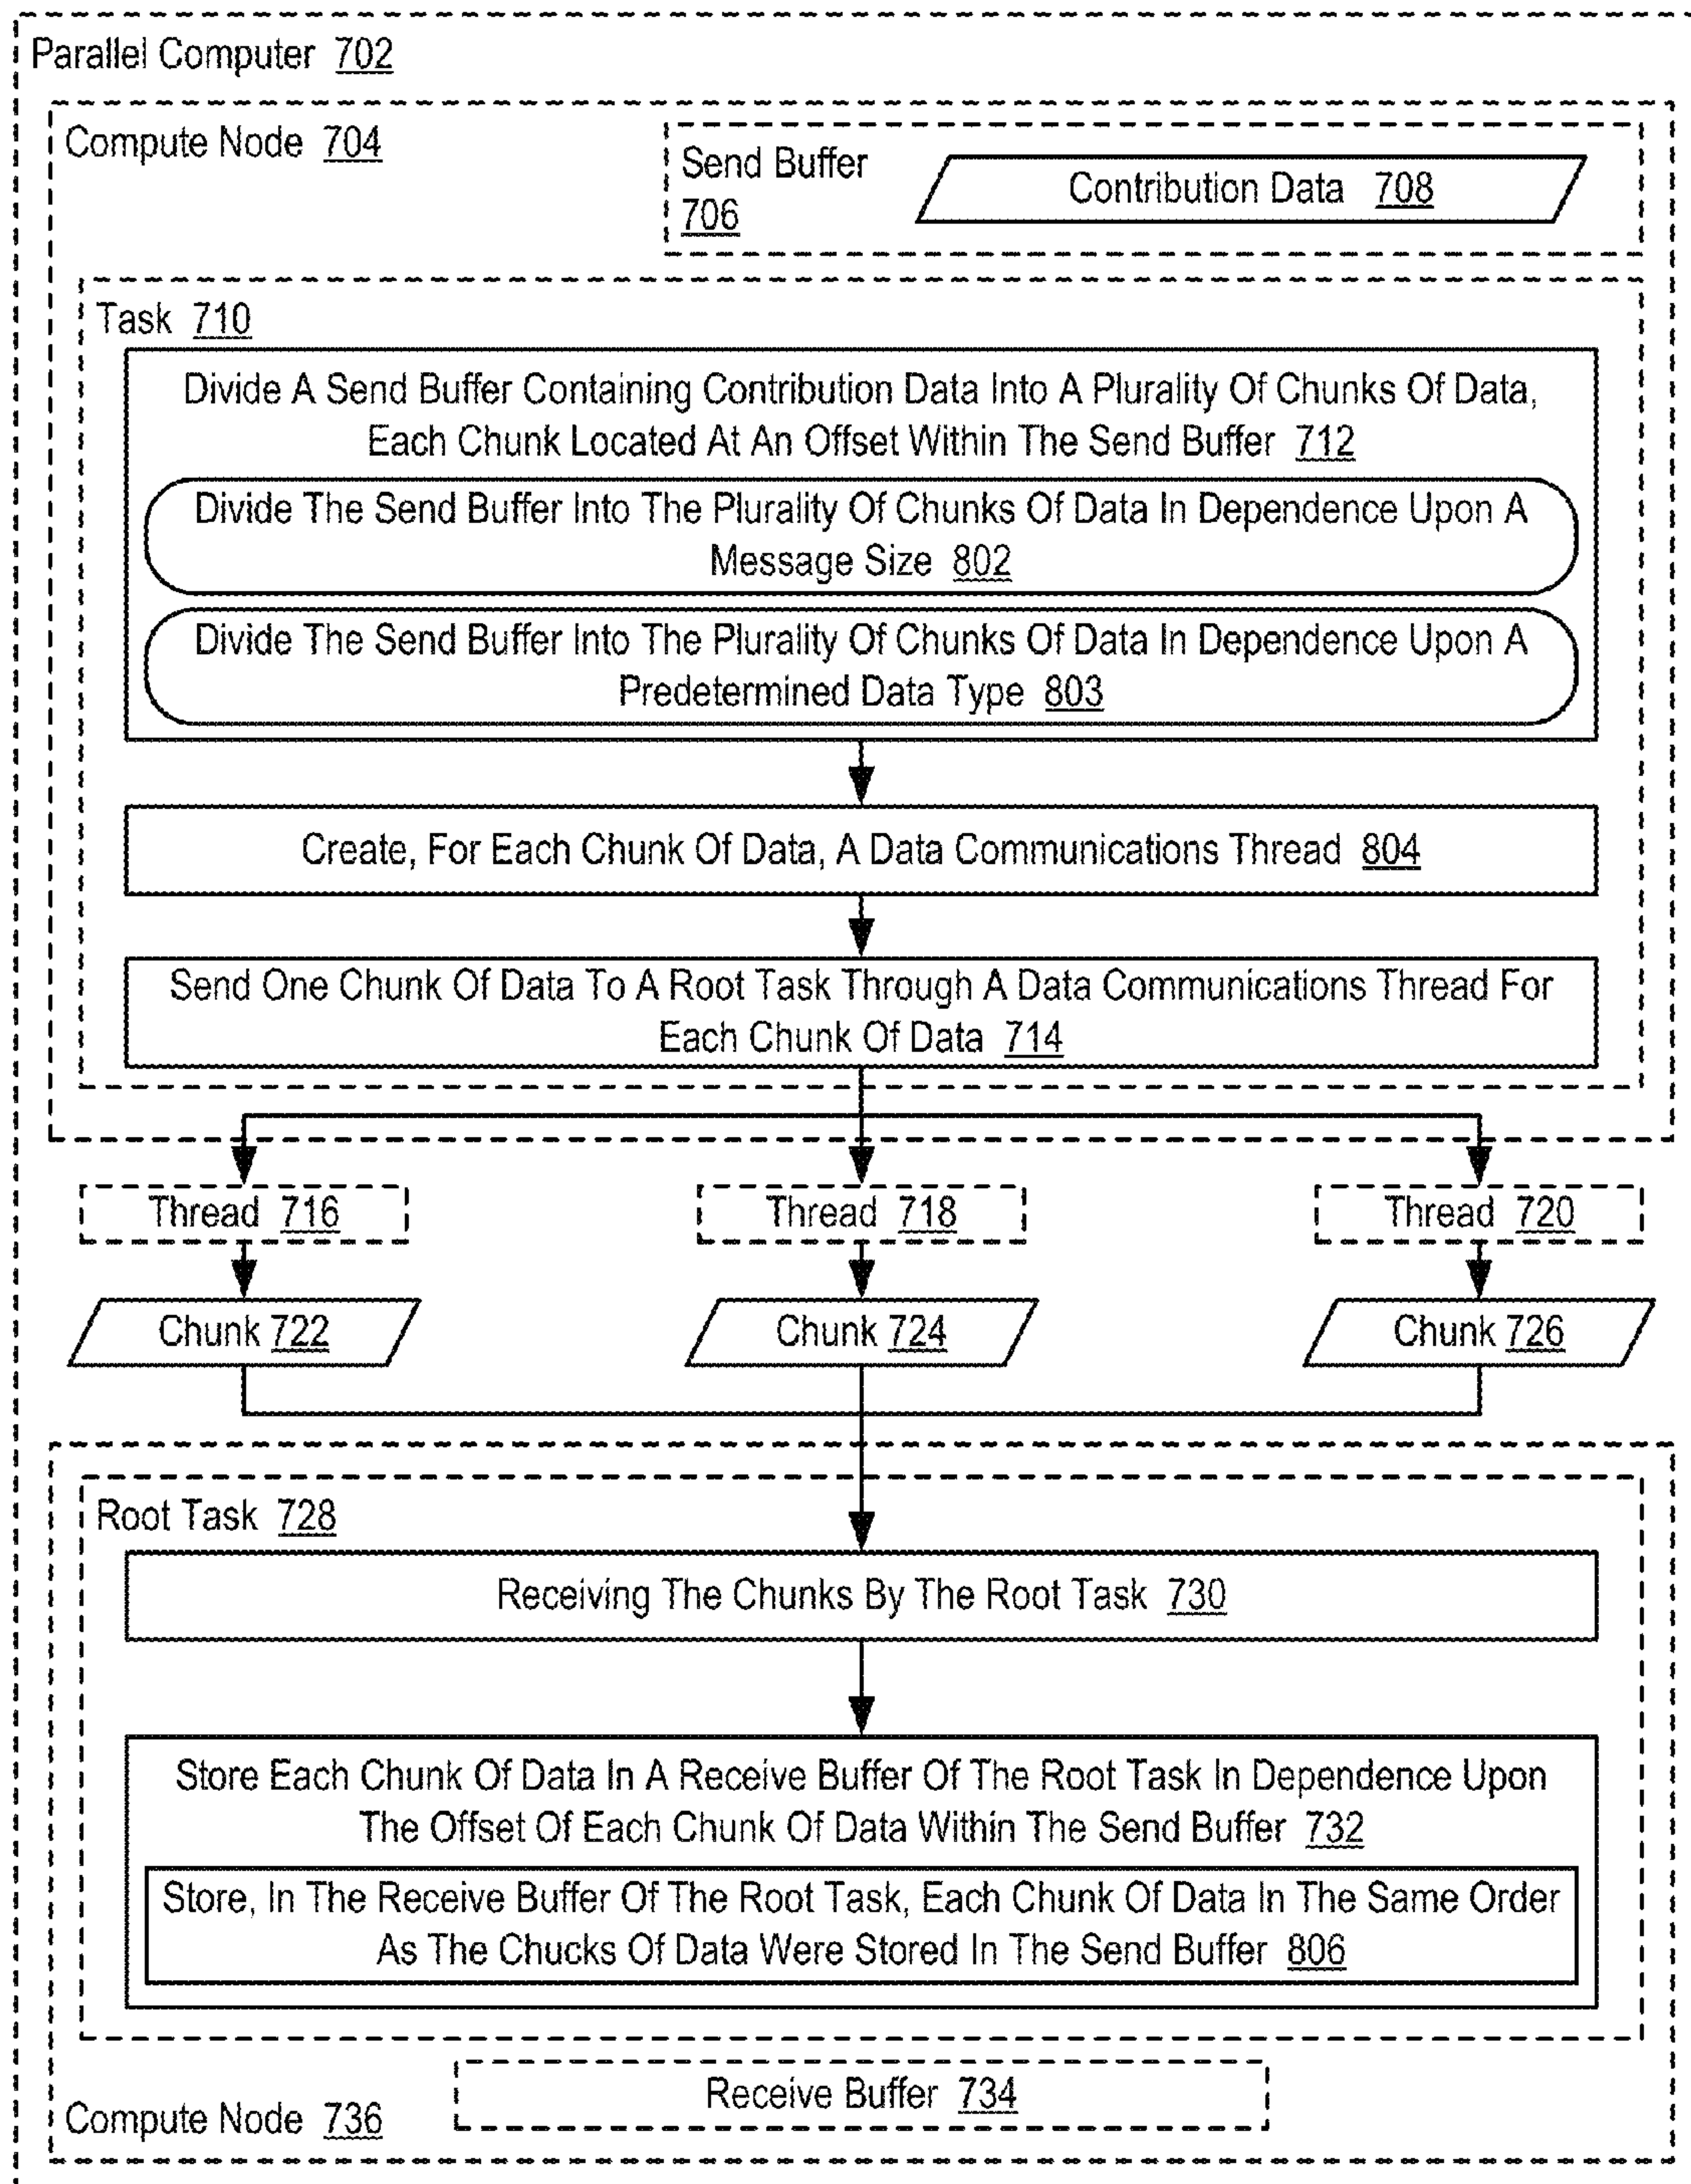 Parallel Computer 702
Compute Node 704
Send Buffer
706
Contribution Data 708
Task 710
Divide A Send Buffer Containing Contribution Data Into A Plurality Of Chunks Of Data,
Each Chunk Located At An Offset Within The Send Buffer 712
Divide The Send Buffer Into The Plurality Of Chunks Of Data In Dependence Upon A
Message Size 802
Divide The Send Buffer Into The Plurality Of Chunks Of Data In Dependence Upon A
Predetermined Data Type 803
Create, For Each Chunk Of Data, A Data Communications Thread 804
Send One Chunk Of Data To A Root Task Through A Data Communications Thread For
Each Chunk Of Data 714
Thread 716
Thread 718
Thread 720
Chunk 722
Chunk 724
Chunk 726
Root Task 728
Receiving The Chunks By The Root Task 730
Store Each Chunk Of Data In A Receive Buffer Of The Root Task In Dependence Upon
The Offset Of Each Chunk Of Data Within The Send Buffer 732
Store, In The Receive Buffer Of The Root Task, Each Chunk Of Data In The Same Order
As The Chucks Of Data Were Stored In The Send Buffer 806
Receive Buffer 734
Compute Node 736